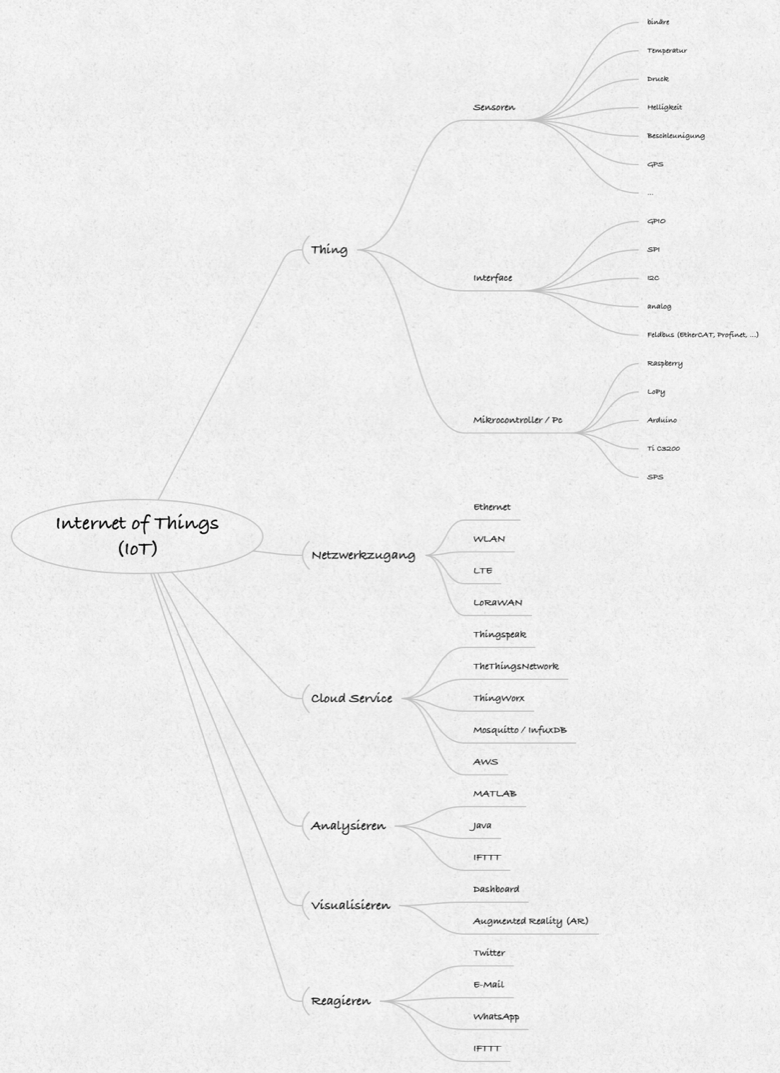 binäre
Temperatur
Druck
Sensoren
Helligkeit
Beschleunigung
GPS
...
GPIO
Thing
SPI
Interface
I2C
analog
Feldbus (EtherCAT, Profinet, ...)
Raspberry
LoPy
Mikrocontroller / Pc
Arduino
Ti C3200
SPS
Ethernet
Internet of Things
(IoT)
WLAN
Netzwerkzugang
LTE
LoRaWAN
Thingspeak
TheThingsNetwork
Cloud Service
ThingWorx
Mosquitto / InfuxDB
AWS
MATLAB
Analysieren
Java
IFTTT
Dashboard
Visualisieren
Augmented Reality (AR)
Twitter
E-Mail
Reagieren
WhatsApp
IFTTT